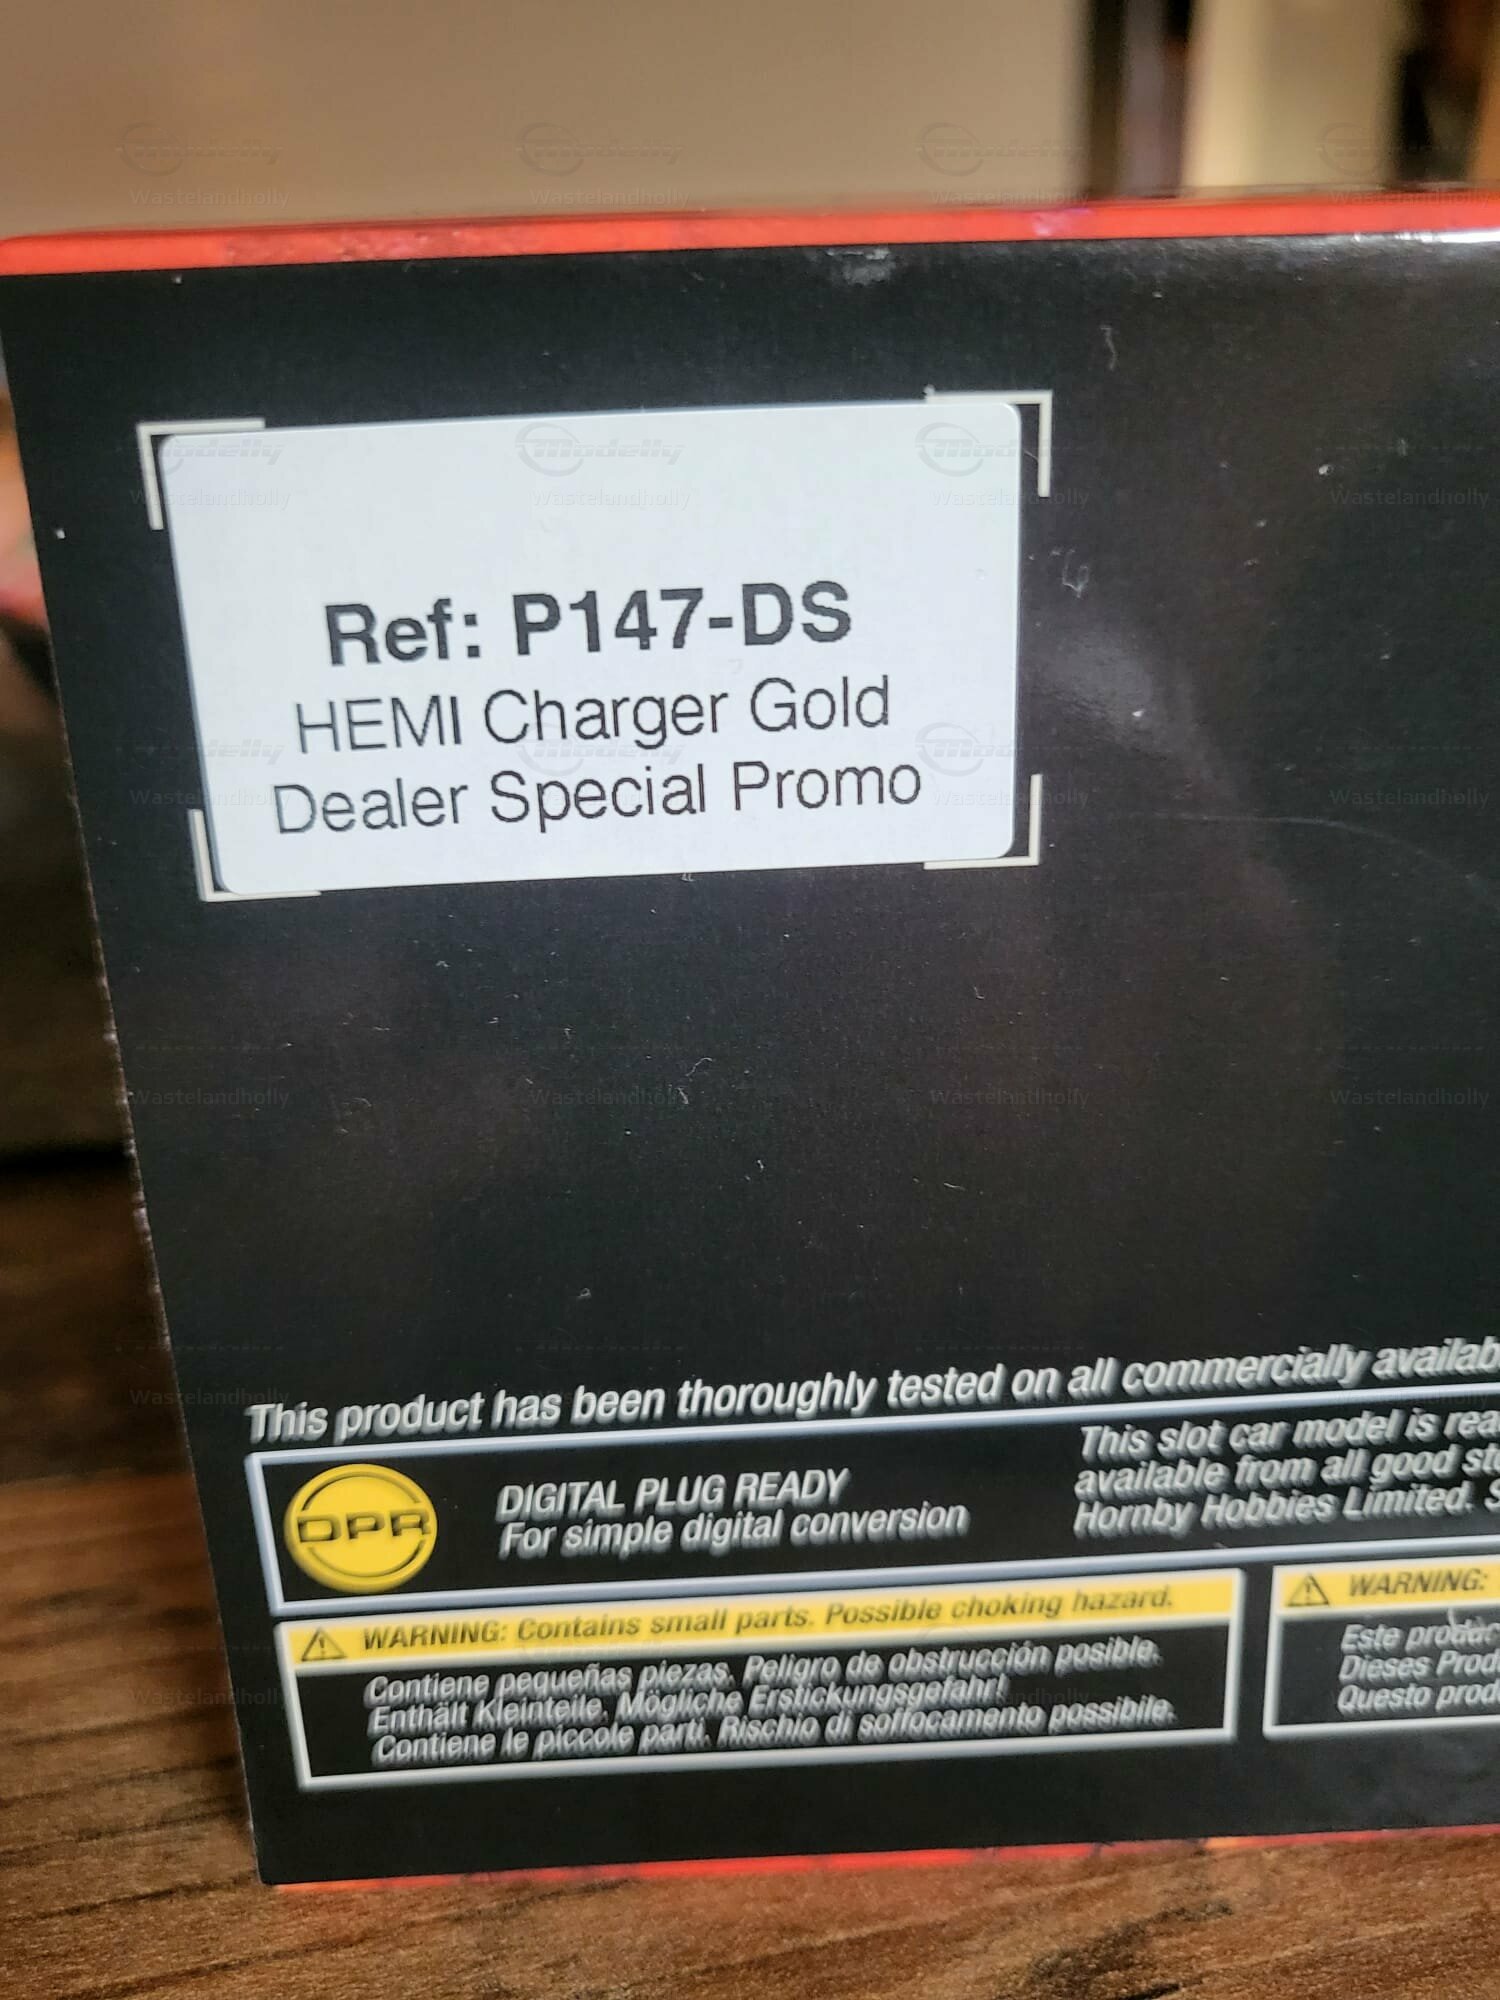 Ref: P147-DS
HEMI Charger Gold
Dealer Special Promo
This product has been thoroughly tested on all commercially availab
DPR
DIGITAL PLUG READY
For simple digital conversion
This slot car model is rea
available from all good sto
Hornby Hobbies Limited. S
WARNING: Contains small parts. Possible choking hazard.
Contiene pequeñas piezas. Peligro de obstrucción posible.
Enthält Kleinteile. Mögliche Erstickungsgefahr!
Contiene le piccole parti. Rischio di soffocamento possibile.
WARNING:
Este produc
Dieses Prod
Questo prod
Modelly
Wastelandholly